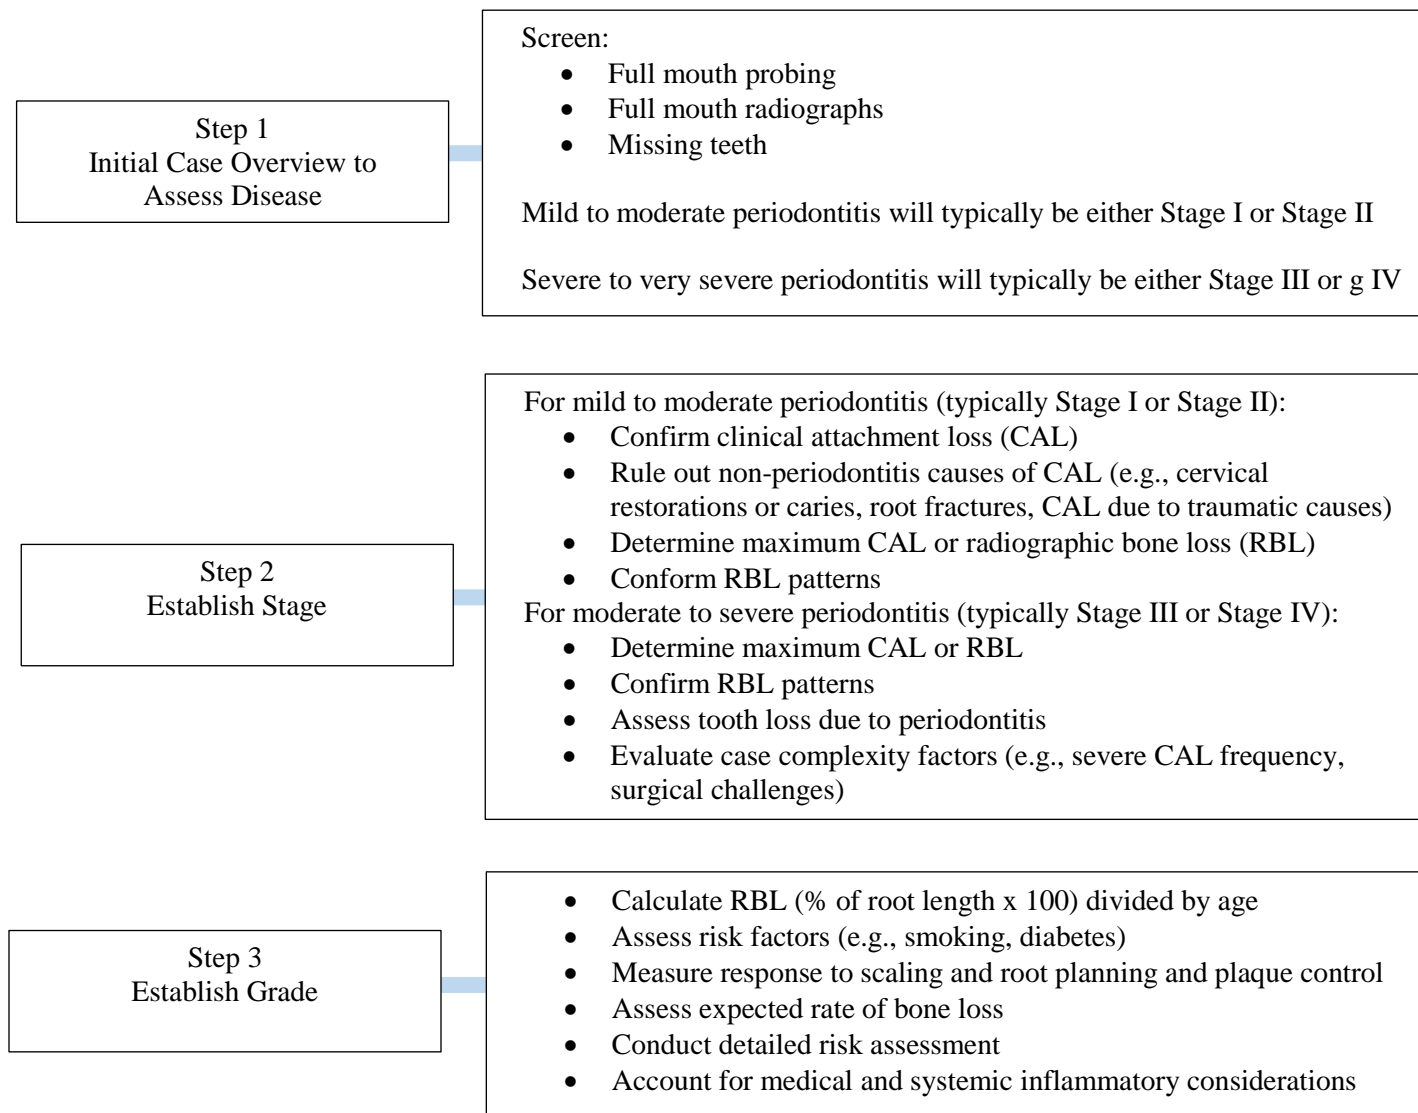 Step 1
Initial Case Overview to
Assess Disease
Screen:
• Full mouth probing
• Full mouth radiographs
• Missing teeth
Mild to moderate periodontitis will typically be either Stage I or Stage II
Severe to very severe periodontitis will typically be either Stage III or g IV
Step 2
Establish Stage
For mild to moderate periodontitis (typically Stage I or Stage II):
• Confirm clinical attachment loss (CAL)
• Rule out non-periodontitis causes of CAL (e.g., cervical
restorations or caries, root fractures, CAL due to traumatic causes)
• Determine maximum CAL or radiographic bone loss (RBL)
• Conform RBL patterns
For moderate to severe periodontitis (typically Stage III or Stage IV):
• Determine maximum CAL or RBL
• Confirm RBL patterns
• Assess tooth loss due to periodontitis
• Evaluate case complexity factors (e.g., severe CAL frequency,
surgical challenges)
Step 3
Establish Grade
• Calculate RBL (% of root length x 100) divided by age
• Assess risk factors (e.g., smoking, diabetes)
• Measure response to scaling and root planning and plaque control
• Assess expected rate of bone loss
• Conduct detailed risk assessment
• Account for medical and systemic inflammatory considerations